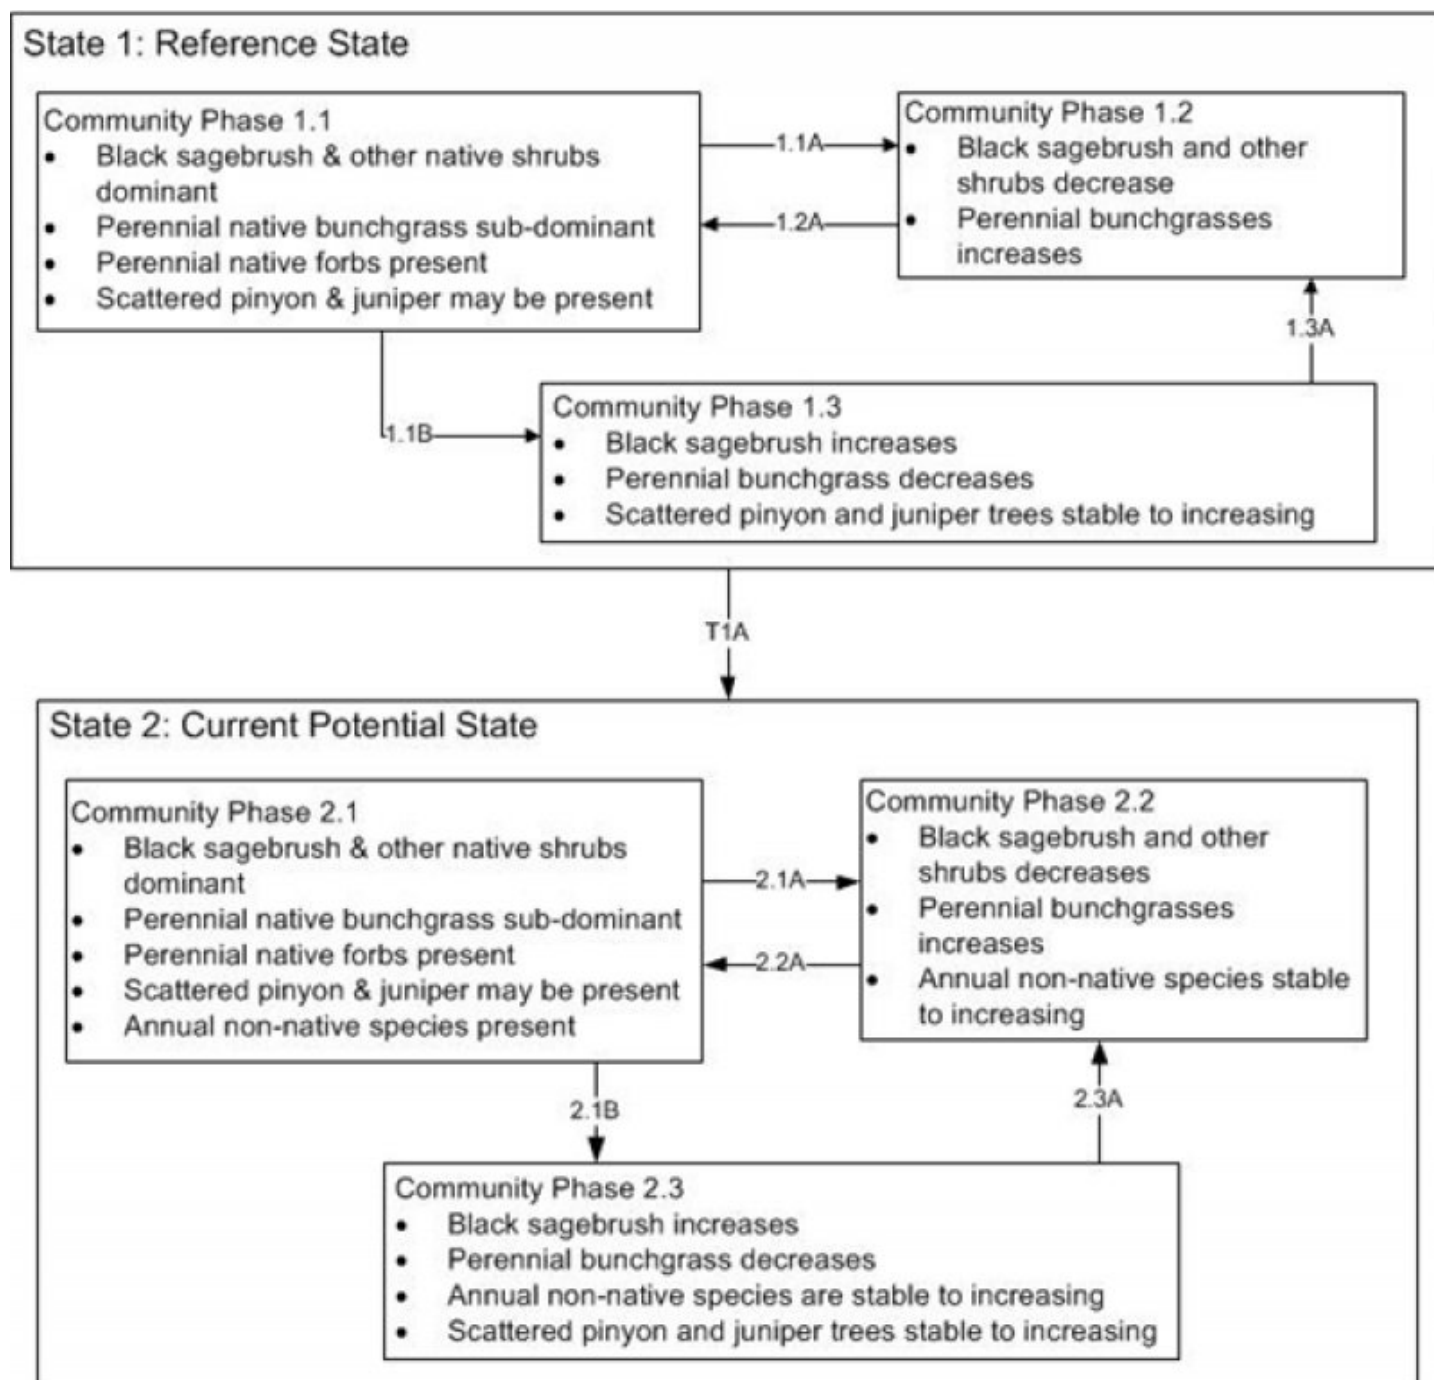 State 1: Reference State
Community Phase 1.1
• Black sagebrush & other native shrubs
dominant
• Perennial native bunchgrass sub-dominant
• Perennial native forbs present
• Scattered pinyon & juniper may be present
1.1A
1.2A
Community Phase 1.2
• Black sagebrush and other
shrubs decrease
• Perennial bunchgrasses
increases
1.3A
1.1B
Community Phase 1.3
• Black sagebrush increases
• Perennial bunchgrass decreases
• Scattered pinyon and juniper trees stable to increasing
T1A
State 2: Current Potential State
Community Phase 2.1
• Black sagebrush & other native shrubs
dominant
• Perennial native bunchgrass sub-dominant
• Perennial native forbs present
• Scattered pinyon & juniper may be present
• Annual non-native species present
2.1A
2.2A
Community Phase 2.2
• Black sagebrush and other
shrubs decreases
• Perennial bunchgrasses
increases
• Annual non-native species stable
to increasing
2.1B
2.3A
Community Phase 2.3
• Black sagebrush increases
• Perennial bunchgrass decreases
• Annual non-native species are stable to increasing
• Scattered pinyon and juniper trees stable to increasing